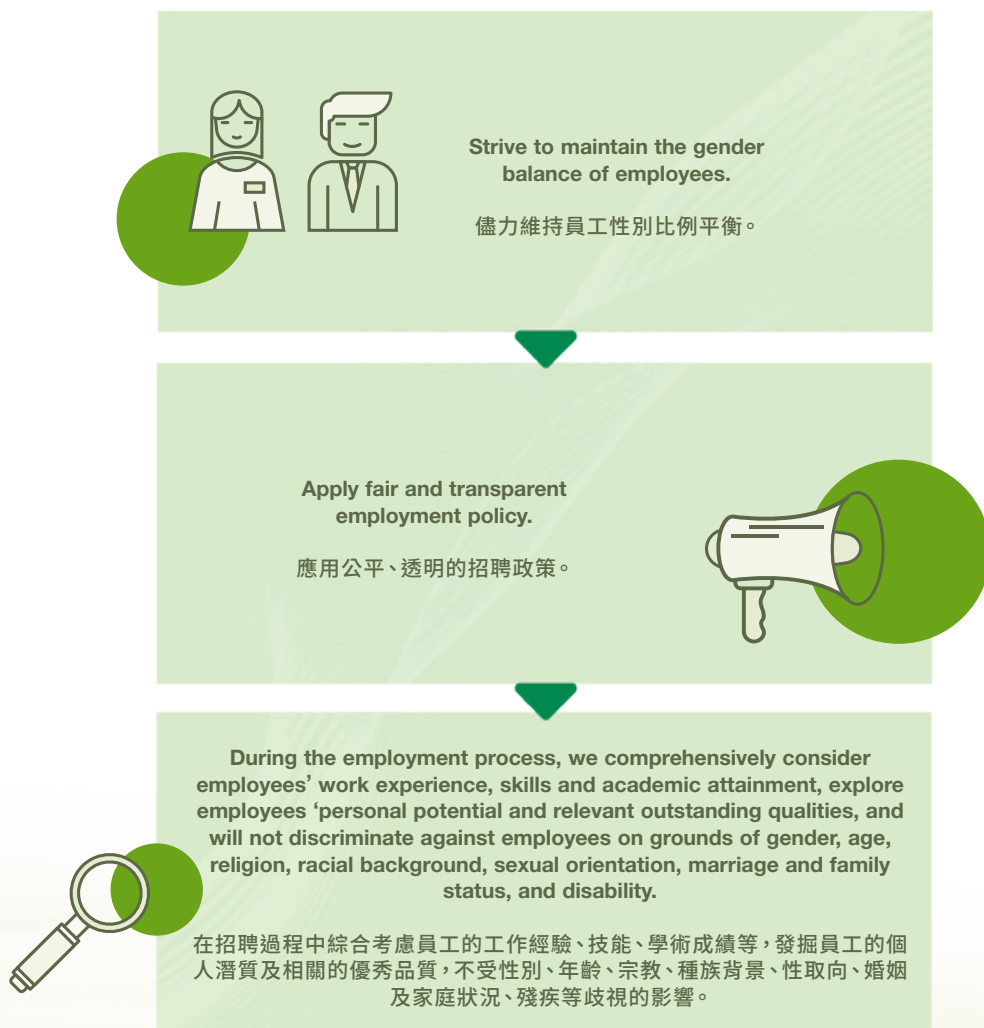 Strive to maintain the gender
balance of employees.
儘力維持員工性別比例平衡。
Apply fair and transparent
employment policy.
應用公平、透明的招聘政策。
During the employment process, we comprehensively consider
employees’ work experience, skills and academic attainment, explore
employees ‘personal potential and relevant outstanding qualities, and
will not discriminate against employees on grounds of gender, age,
religion, racial background, sexual orientation, marriage and family
status, and disability.
在招聘過程中綜合考慮員工的工作經驗、技能、學術成績等，發掘員工的個
人潛質及相關的優秀品質，不受性別、年齡、宗教、種族背景、性取向、婚姻
及家庭狀況、殘疾等歧視的影響。